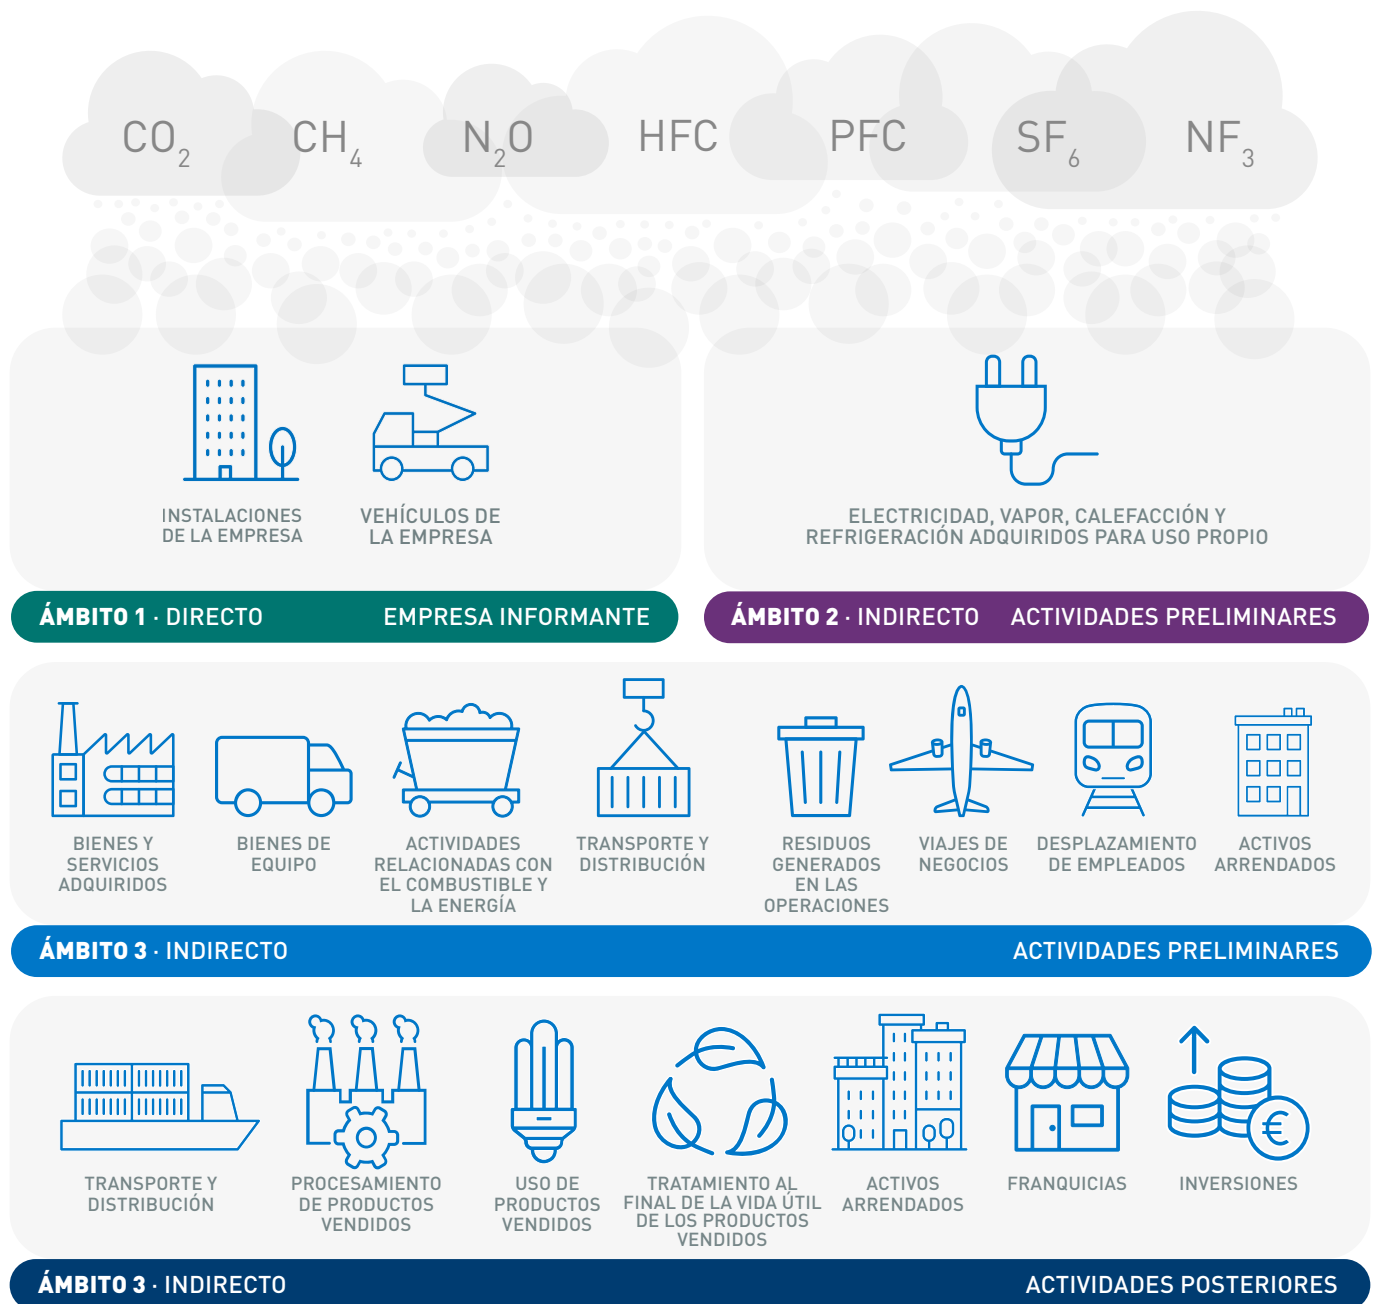 CO2 CH4 N2O HFC PFC SF6 NF3
INSTALACIONES
DE LA EMPRESA
VEHÍCULOS DE
LA EMPRESA
ELECTRICIDAD, VAPOR, CALEFACCIÓN Y
REFRIGERACIÓN ADQUIRIDOS PARA USO PROPIO
ÁMBITO 1 · DIRECTO EMPRESA INFORMANTE
ÁMBITO 2 · INDIRECTO ACTIVIDADES PRELIMINARES
BIENES Y
SERVICIOS
ADQUIRIDOS
BIENES DE
EQUIPO
ACTIVIDADES
RELACIONADAS CON
EL COMBUSTIBLE Y
LA ENERGÍA
TRANSPORTE Y
DISTRIBUCIÓN
RESIDUOS
GENERADOS
EN LAS
OPERACIONES
VIAJES DE
NEGOCIOS
DESPLAZAMIENTO
DE EMPLEADOS
ACTIVOS
ARRENDADOS
ÁMBITO 3 · INDIRECTO ACTIVIDADES PRELIMINARES
TRANSPORTE Y
DISTRIBUCIÓN
PROCESAMIENTO
DE PRODUCTOS
VENDIDOS
USO DE
PRODUCTOS
VENDIDOS
TRATAMIENTO AL
FINAL DE LA VIDA ÚTIL
DE LOS PRODUCTOS
VENDIDOS
ACTIVOS
ARRENDADOS
FRANQUICIAS
€
INVERSIONES
ÁMBITO 3 · INDIRECTO ACTIVIDADES POSTERIORES